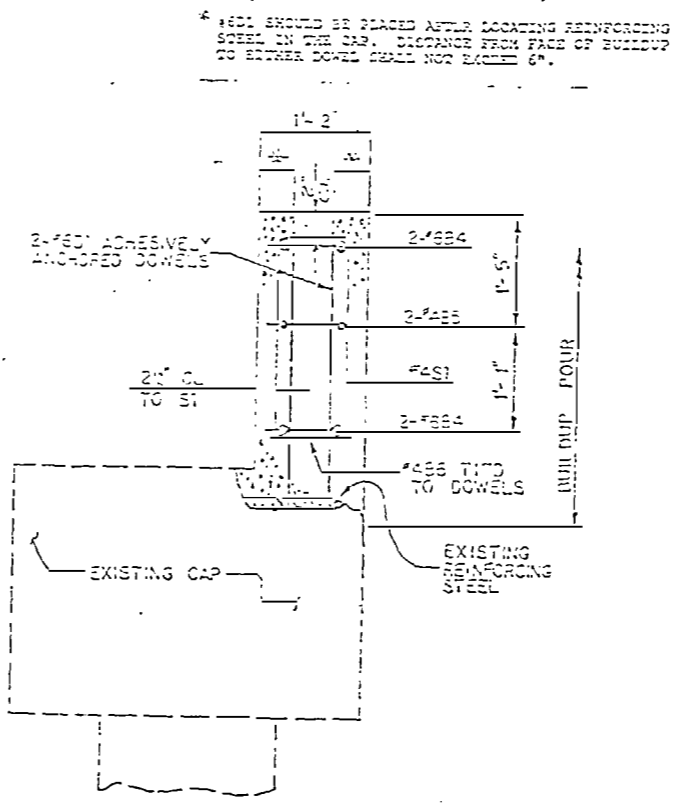 * #6D1 SHOULD BE PLACED AFTER LOCATING REINFORCING
STEEL IN THE CAP. DISTANCE FROM FACE OF BUILDUP
TO EITHER DOWEL SHALL NOT EXCEED 6".
1'-2"
* *
2-#6D1 ADHESIVELY
ANCHORED DOWELS
2-#6B4
1'-5"
2-#4B5
2½" CL
TO S1
#4S1
1'-1"
2-#6B4
BUILDUP POUR
#4B6 TIED
TO DOWELS
EXISTING CAP
EXISTING
REINFORCING
STEEL